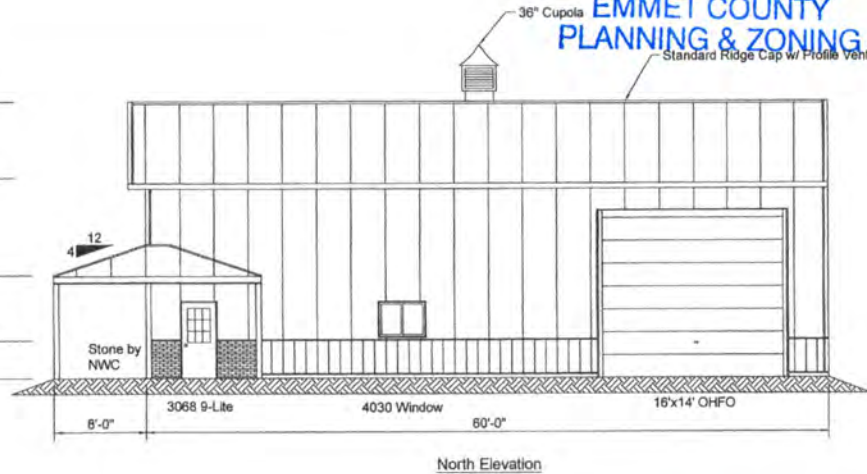 EMMET COUNTY
PLANNING & ZONING
36" Cupola
Standard Ridge Cap w/ Profile Vent
12
4
Stone by
NWC
3068 9-Lite
4030 Window
16'x14' OHFO
8'-0"
60'-0"
North Elevation